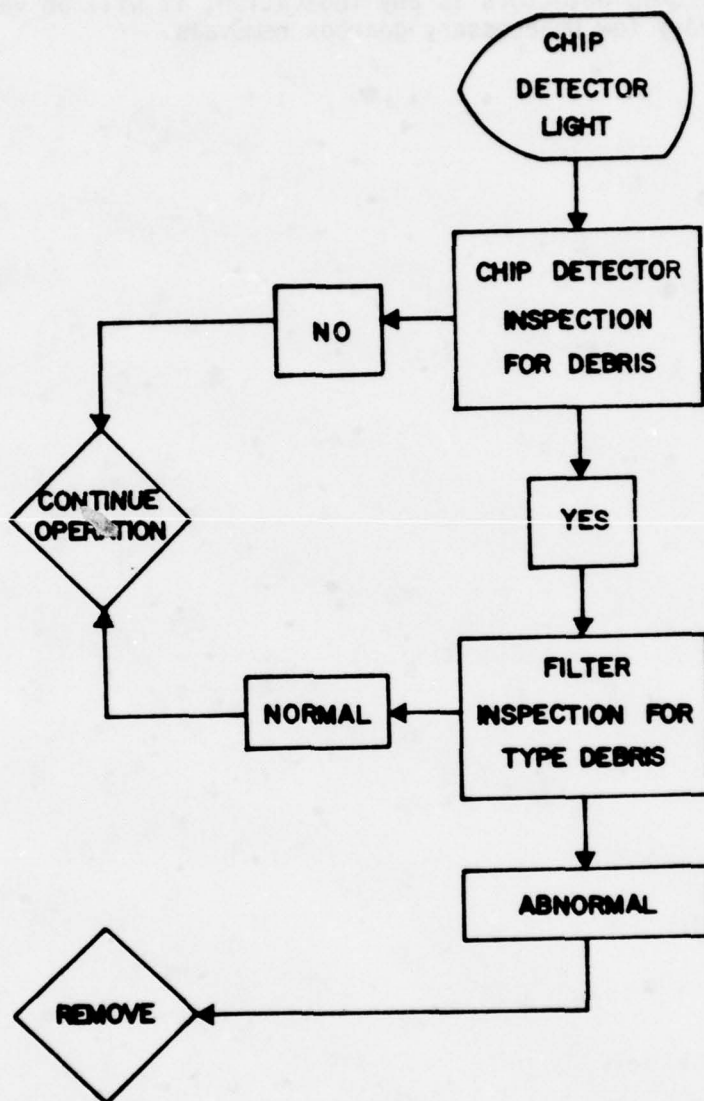 CHIP
DETECTOR
LIGHT
CHIP DETECTOR
INSPECTION
FOR DEBRIS
NO
CONTINUE
OPERATION
YES
FILTER
INSPECTION FOR
TYPE DEBRIS
NORMAL
ABNORMAL
REMOVE